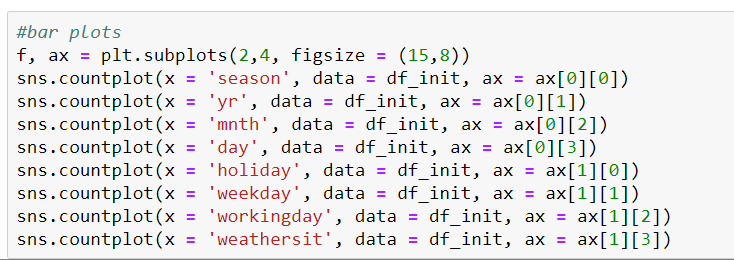 #bar plots
f, ax = plt.subplots(2,4, figsize = (15,8))
sns.countplot(x = 'season', data = df_init, ax = ax[0][0])
sns.countplot(x = 'yr', data = df_init, ax = ax[0][1])
sns.countplot(x = 'mnth', data = df_init, ax = ax[0][2])
sns.countplot(x = 'day', data = df_init, ax = ax[0][3])
sns.countplot(x = 'holiday', data = df_init, ax = ax[1][0])
sns.countplot(x = 'weekday', data = df_init, ax = ax[1][1])
sns.countplot(x = 'workingday', data = df_init, ax = ax[1][2])
sns.countplot(x = 'weathersit', data = df_init, ax = ax[1][3])